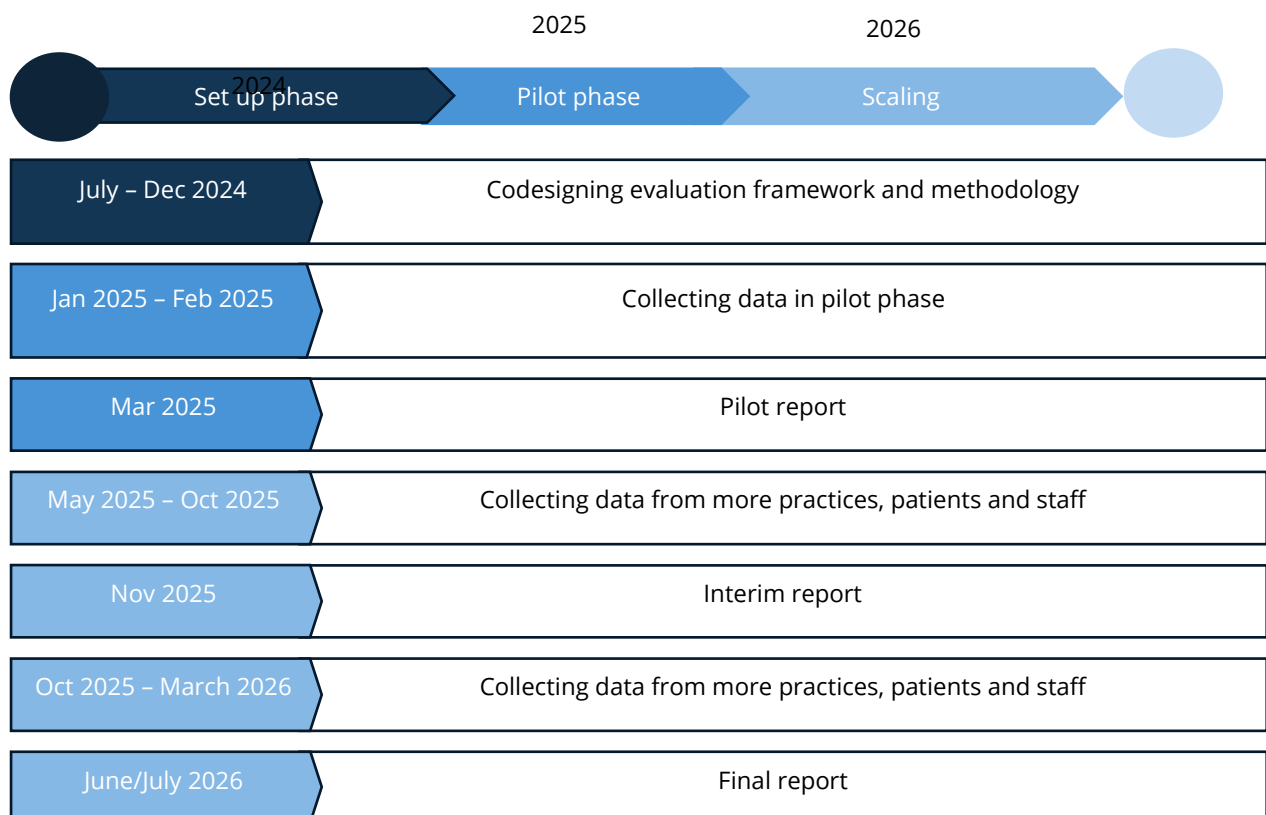 2025
2026
2024
Set up phase
Pilot phase
Scaling
July – Dec 2024
Codesigning evaluation framework and methodology
Jan 2025 – Feb 2025
Collecting data in pilot phase
Mar 2025
Pilot report
May 2025 – Oct 2025
Collecting data from more practices, patients and staff
Nov 2025
Interim report
Oct 2025 – March 2026
Collecting data from more practices, patients and staff
June/July 2026
Final report